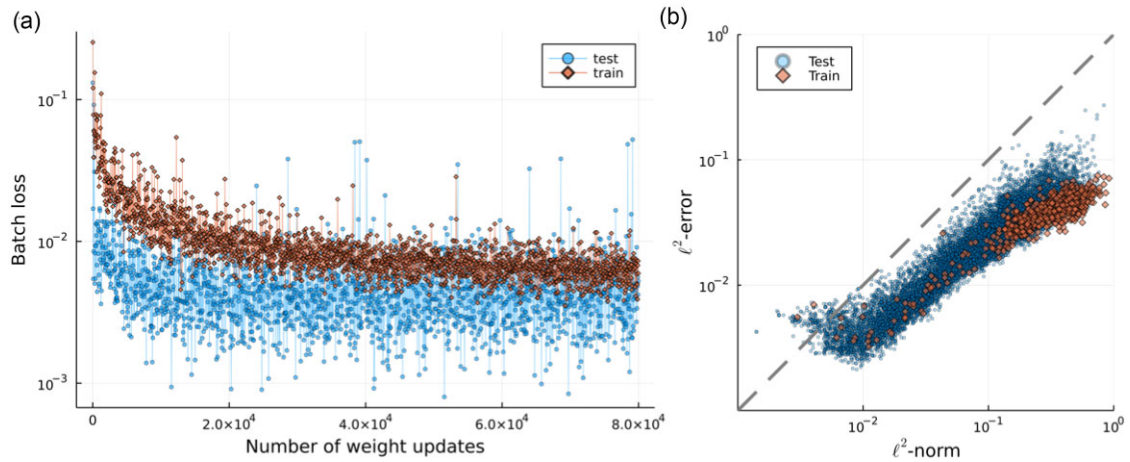 (a)
test
train
Batch loss
10⁻¹
10⁻²
10⁻³
0
2.0×10⁴
4.0×10⁴
6.0×10⁴
8.0×10⁴
Number of weight updates
(b)
Test
Train
ℓ²-error
10⁰
10⁻¹
10⁻²
10⁻²
10⁻¹
10⁰
ℓ²-norm